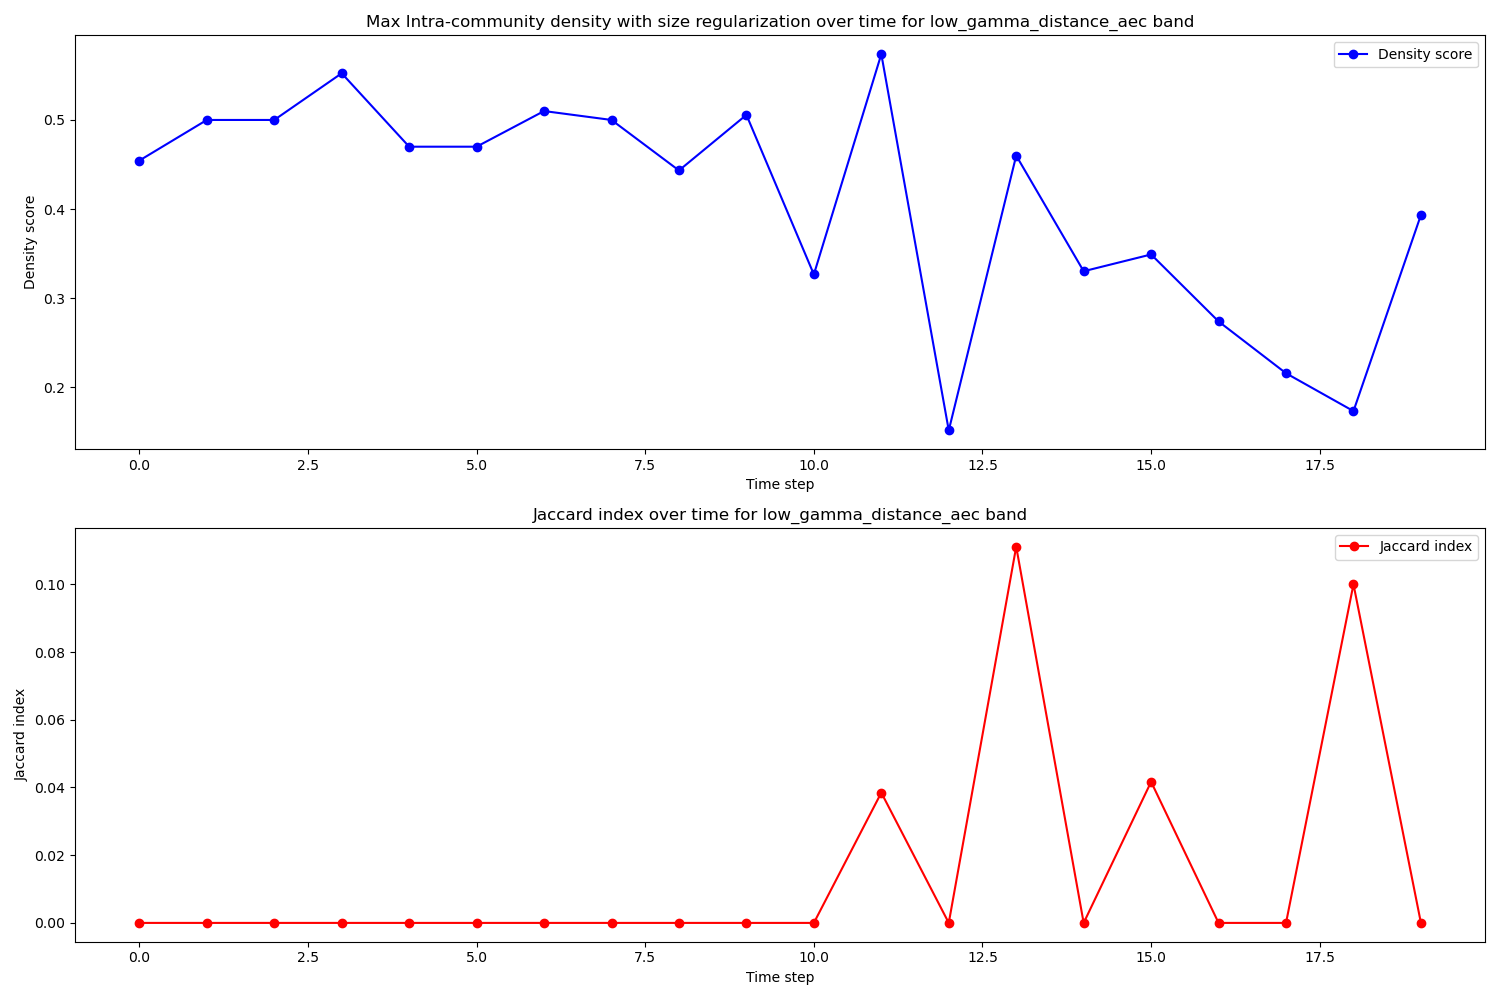 Max Intra-community density with size regularization over time for low_gamma_distance_aec band
Density score
Density score
0.5
0.4
0.3
0.2
0.0 2.5 5.0 7.5 10.0 12.5 15.0 17.5
Time step
Jaccard index over time for low_gamma_distance_aec band
Jaccard index
Jaccard index
0.10
0.08
0.06
0.04
0.02
0.00
0.0 2.5 5.0 7.5 10.0 12.5 15.0 17.5
Time step